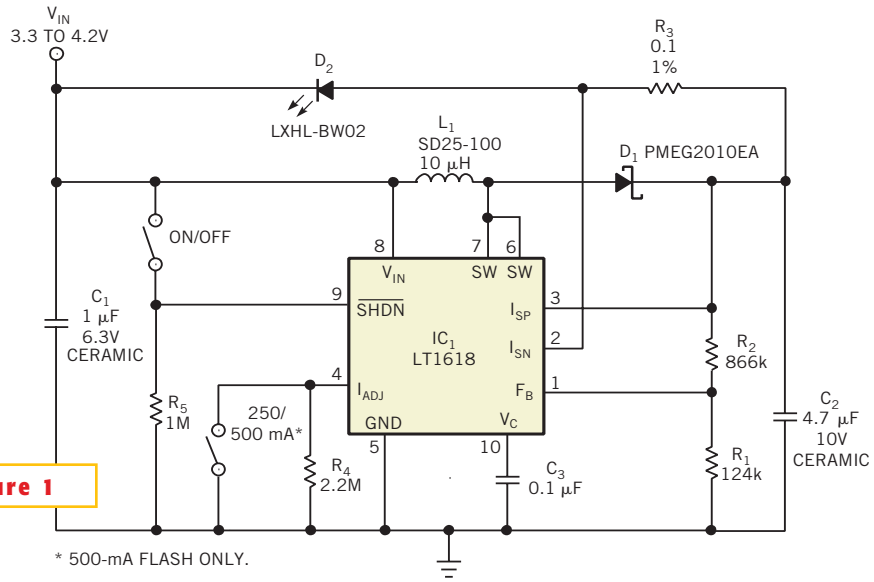 VIN
3.3 TO 4.2V
R3
0.1
1%
D2
LXHL-BW02
L1
SD25-100
10 µH
D1 PMEG2010EA
ON/OFF
8
VIN
7
SW
6
SW
9
SHDN
ISP
3
C1
1 µF
6.3V
CERAMIC
IC1
LT1618
ISN
2
R2
866k
4
IADJ
FB
1
R5
1M
250/
500 mA*
GND
5
VC
10
C2
4.7 µF
10V
CERAMIC
R4
2.2M
C3
0.1 µF
R1
124k
ure 1
* 500-mA FLASH ONLY.